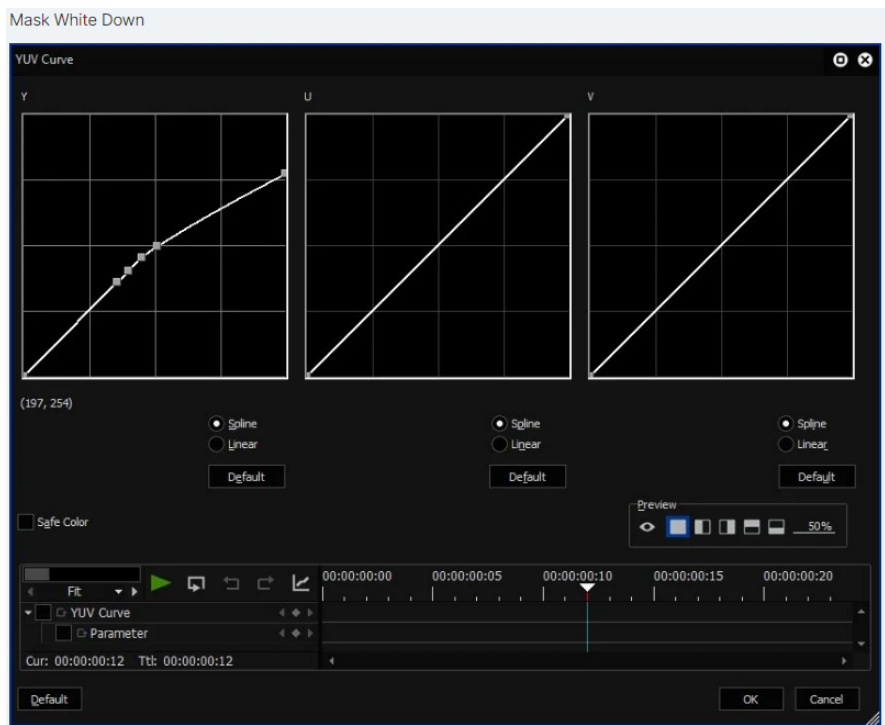 Mask White Down
YUV Curve
Y U V
(197, 254)
Spline Spline Spline
Linear Linear Linear
Default Default Default
Preview
Safe Color
50%
Fit
00:00:00:00 00:00:00:05 00:00:00:10 00:00:00:15 00:00:00:20
YUV Curve
Parameter
Cur: 00:00:00:12 Ttl: 00:00:00:12
Default OK Cancel